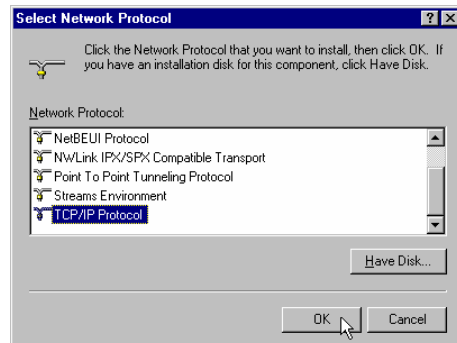 Select Network Protocol
Click the Network Protocol that you want to install, then click OK. If
you have an installation disk for this component, click Have Disk.
Network Protocol:
NetBEUI Protocol
NWLink IPX/SPX Compatible Transport
Point To Point Tunneling Protocol
Streams Environment
TCP/IP Protocol
Have Disk...
OK
Cancel